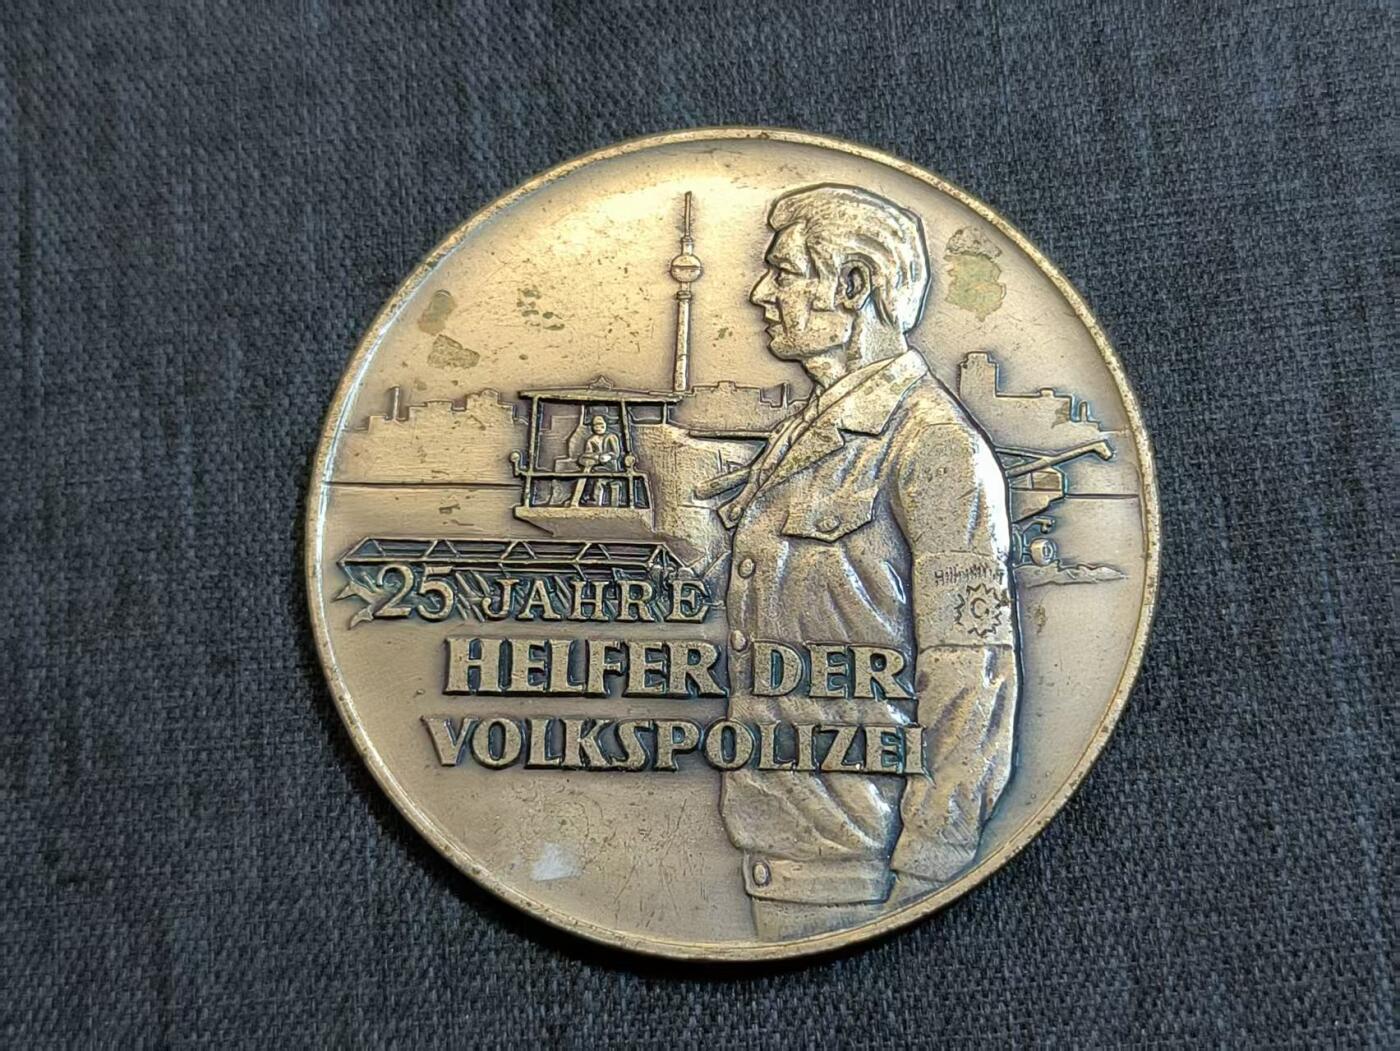 25 JAHRE
HELFER DER
VOLKSPOLIZEI